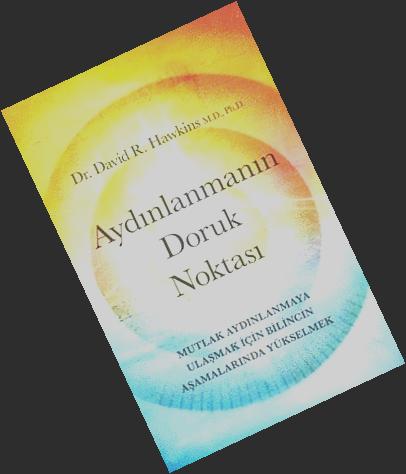 Dr. David R. Hawkins M.D., Ph.D.
Aydınlanmanın
Doruk
Noktası
MUTLAK AYDINLANMAYA
ULAŞMAK İÇİN BİLİNCİN
AŞAMALARINDA YÜKSELMEK